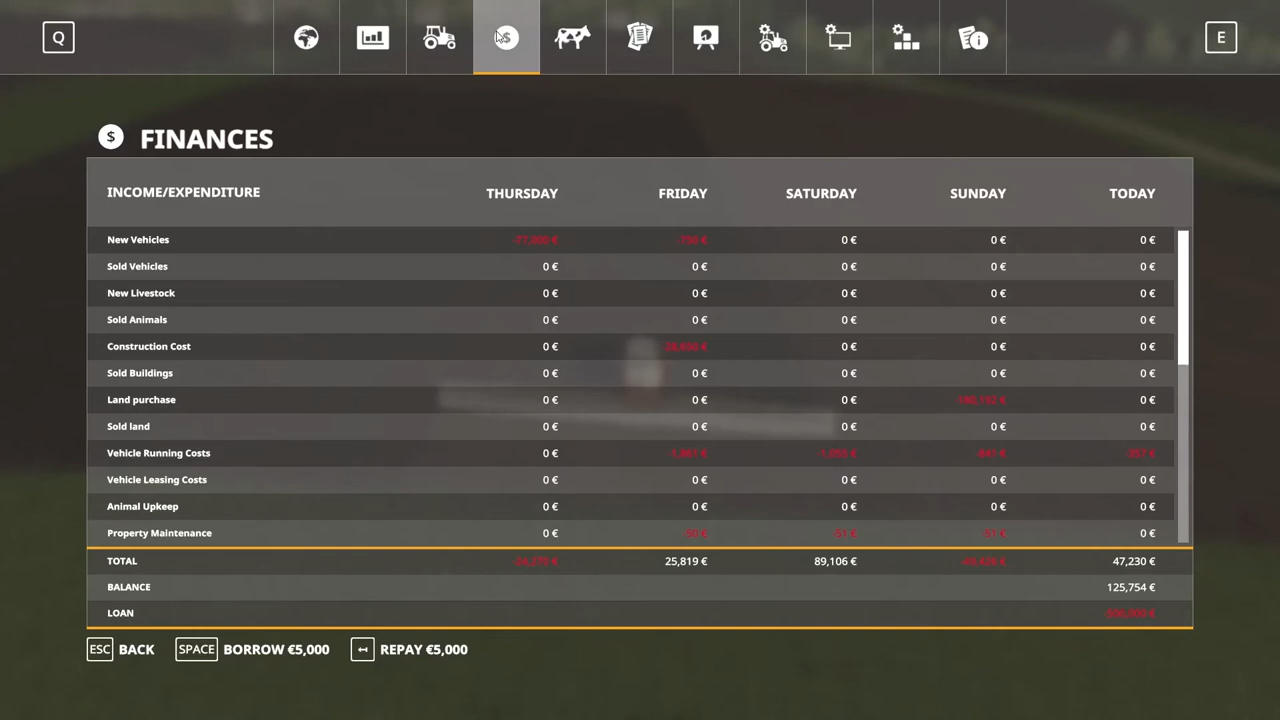 Q E
FINANCES
INCOME/EXPENDITURE THURSDAY FRIDAY SATURDAY SUNDAY TODAY
New Vehicles 0 € 0 € 0 €
Sold Vehicles 0 € 0 € 0 € 0 € 0 €
New Livestock 0 € 0 € 0 € 0 € 0 €
Sold Animals 0 € 0 € 0 € 0 € 0 €
Construction Cost 0 € 0 € 0 € 0 €
Sold Buildings 0 € 0 € 0 € 0 € 0 €
Land purchase 0 € 0 € 0 € 0 €
Sold land 0 € 0 € 0 € 0 € 0 €
Vehicle Running Costs 0 €
Vehicle Leasing Costs 0 € 0 € 0 € 0 € 0 €
Animal Upkeep 0 € 0 € 0 € 0 € 0 €
Property Maintenance 0 € -50 € -51 € -51 € 0 €
TOTAL 25,819 € 89,106 € 47,230 €
BALANCE 125,754 €
LOAN
ESC BACK SPACE BORROW €5,000 REPAY €5,000